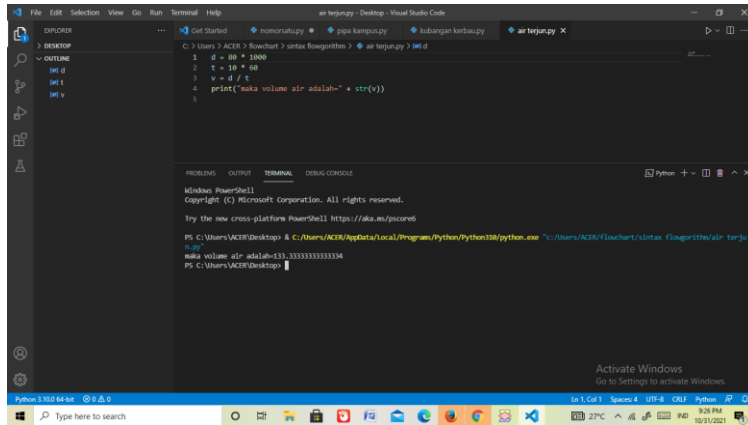 File Edit Selection View Go Run Terminal Help
air terjun.py - Desktop - Visual Studio Code
EXPLORER
Get Started nomorsatu.py pipa kampus.py kubangan kerbau.py air terjun.py
DESKTOP
OUTLINE
d
t
v
C: > Users > ACER > flowchart > sintax flowgorithm > air terjun.py > d
1 d = 80 * 1000
2 t = 10 * 60
3 v = d / t
4 print("maka volume air adalah=" + str(v))
5
PROBLEMS OUTPUT TERMINAL DEBUG CONSOLE
Python
Windows PowerShell
Copyright (C) Microsoft Corporation. All rights reserved.
Try the new cross-platform PowerShell https://aka.ms/pscore6
PS C:\Users\ACER\Desktop> & C:/Users/ACER/AppData/Local/Programs/Python/Python310/python.exe "c:/Users/ACER/flowchart/sintax flowgorithm/air terju
n.py"
maka volume air adalah=133.33333333333334
PS C:\Users\ACER\Desktop>
Activate Windows
Go to Settings to activate Windows.
Python 3.10.0 64-bit 0 0
Ln 1, Col 1 Spaces: 4 UTF-8 CRLF Python
Type here to search
27°C
IND
9:26 PM
10/31/2021